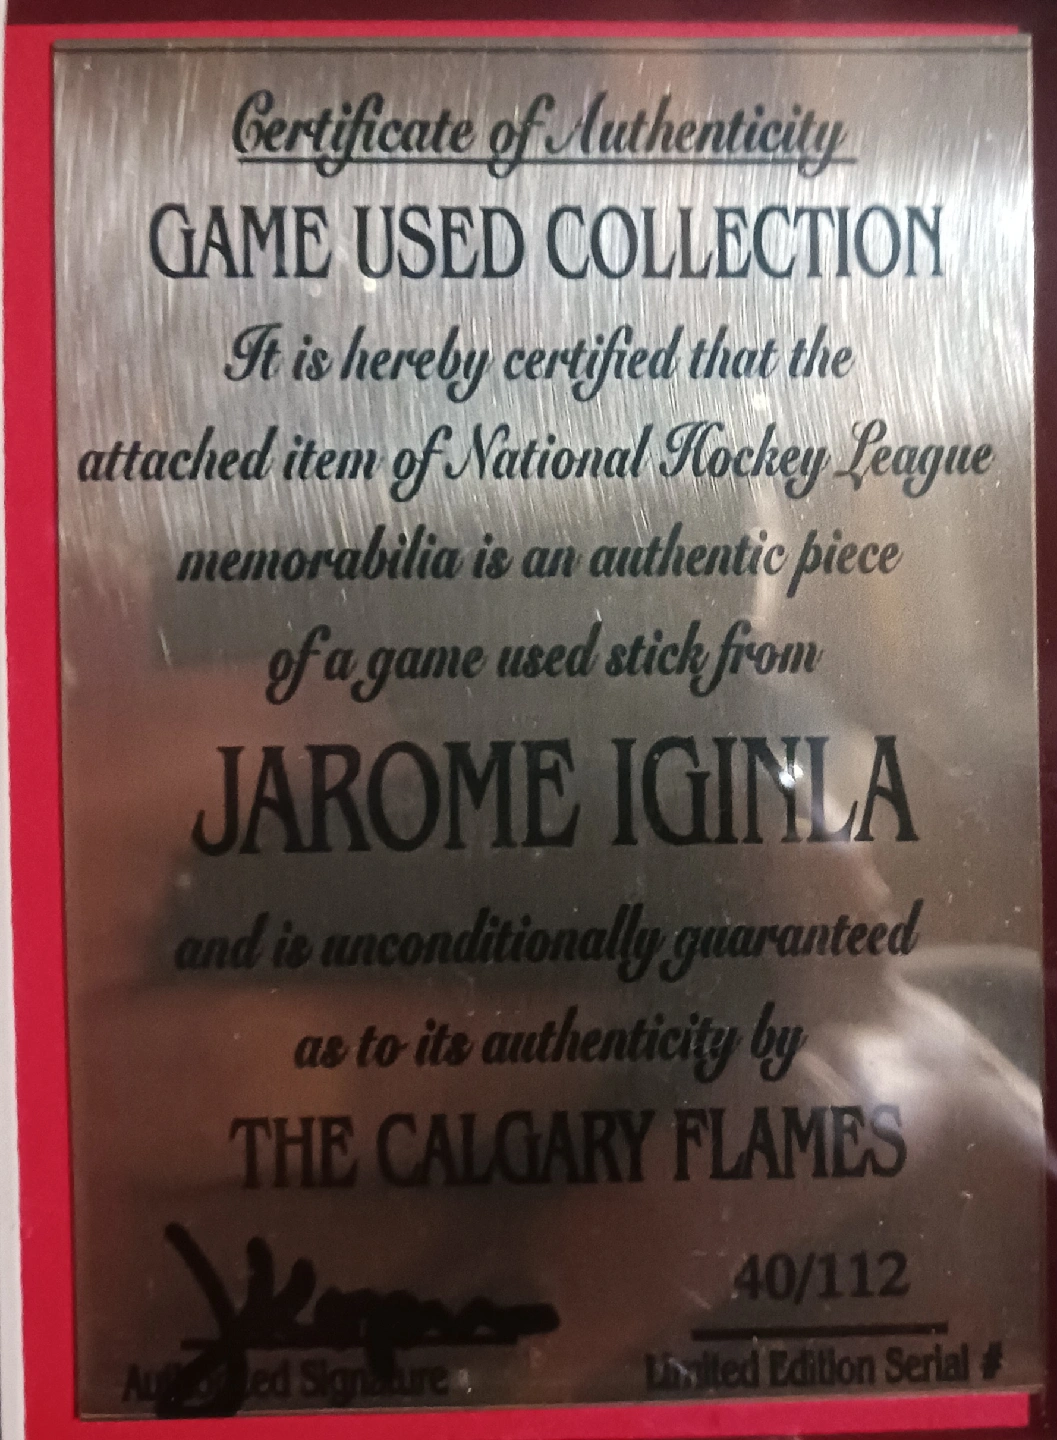 Certificate of Authenticity
GAME USED COLLECTION
It is hereby certified that the
attached item of National Hockey League
memorabilia is an authentic piece
of a game used stick from
JAROME IGINLA
and is unconditionally guaranteed
as to its authenticity by
THE CALGARY FLAMES
40/112
Authorized Signature
Limited Edition Serial #